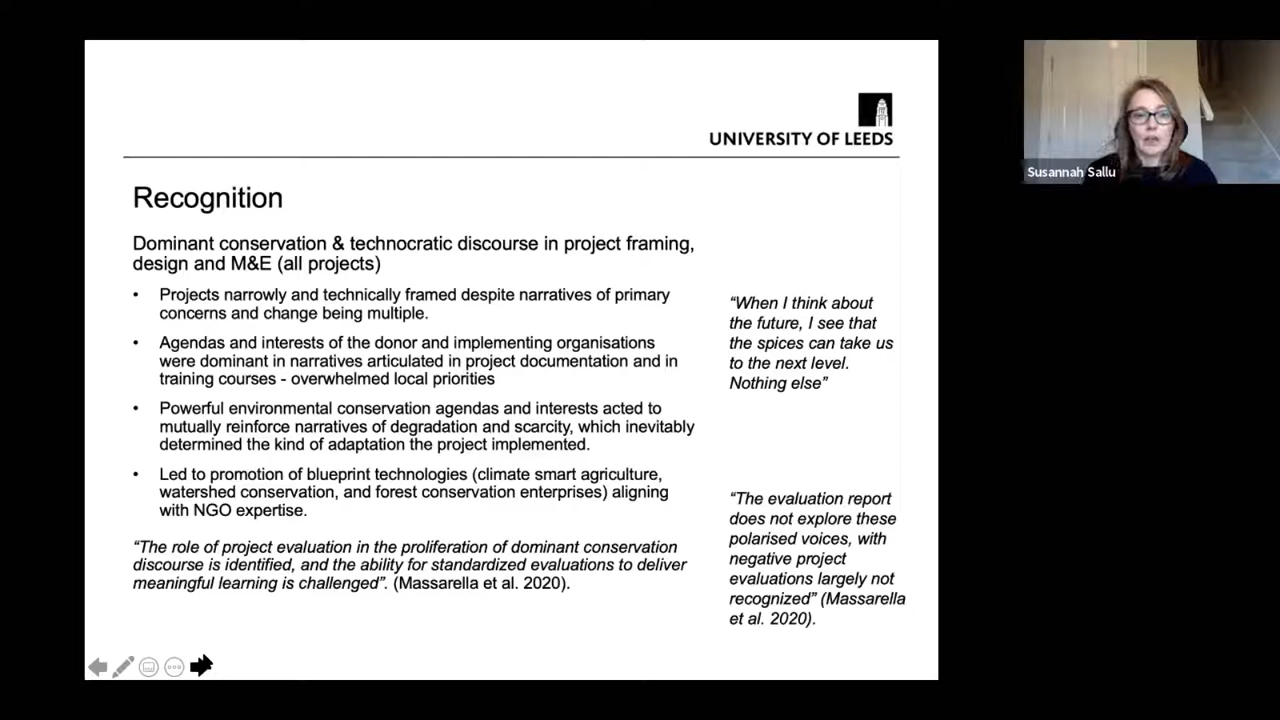 UNIVERSITY OF LEEDS
Susannah Sallu
Recognition
Dominant conservation & technocratic discourse in project framing,
design and M&E (all projects)
• Projects narrowly and technically framed despite narratives of primary
concerns and change being multiple.
• Agendas and interests of the donor and implementing organisations
were dominant in narratives articulated in project documentation and in
training courses - overwhelmed local priorities
• Powerful environmental conservation agendas and interests acted to
mutually reinforce narratives of degradation and scarcity, which inevitably
determined the kind of adaptation the project implemented.
• Led to promotion of blueprint technologies (climate smart agriculture,
watershed conservation, and forest conservation enterprises) aligning
with NGO expertise.
“The role of project evaluation in the proliferation of dominant conservation
discourse is identified, and the ability for standardized evaluations to deliver
meaningful learning is challenged”. (Massarella et al. 2020).
“When I think about
the future, I see that
the spices can take us
to the next level.
Nothing else”
“The evaluation report
does not explore these
polarised voices, with
negative project
evaluations largely not
recognized” (Massarella
et al. 2020).